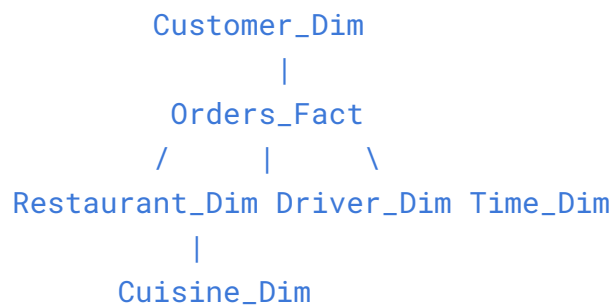 Customer_Dim
|
Orders_Fact
/ | \
Restaurant_Dim Driver_Dim Time_Dim
|
Cuisine_Dim